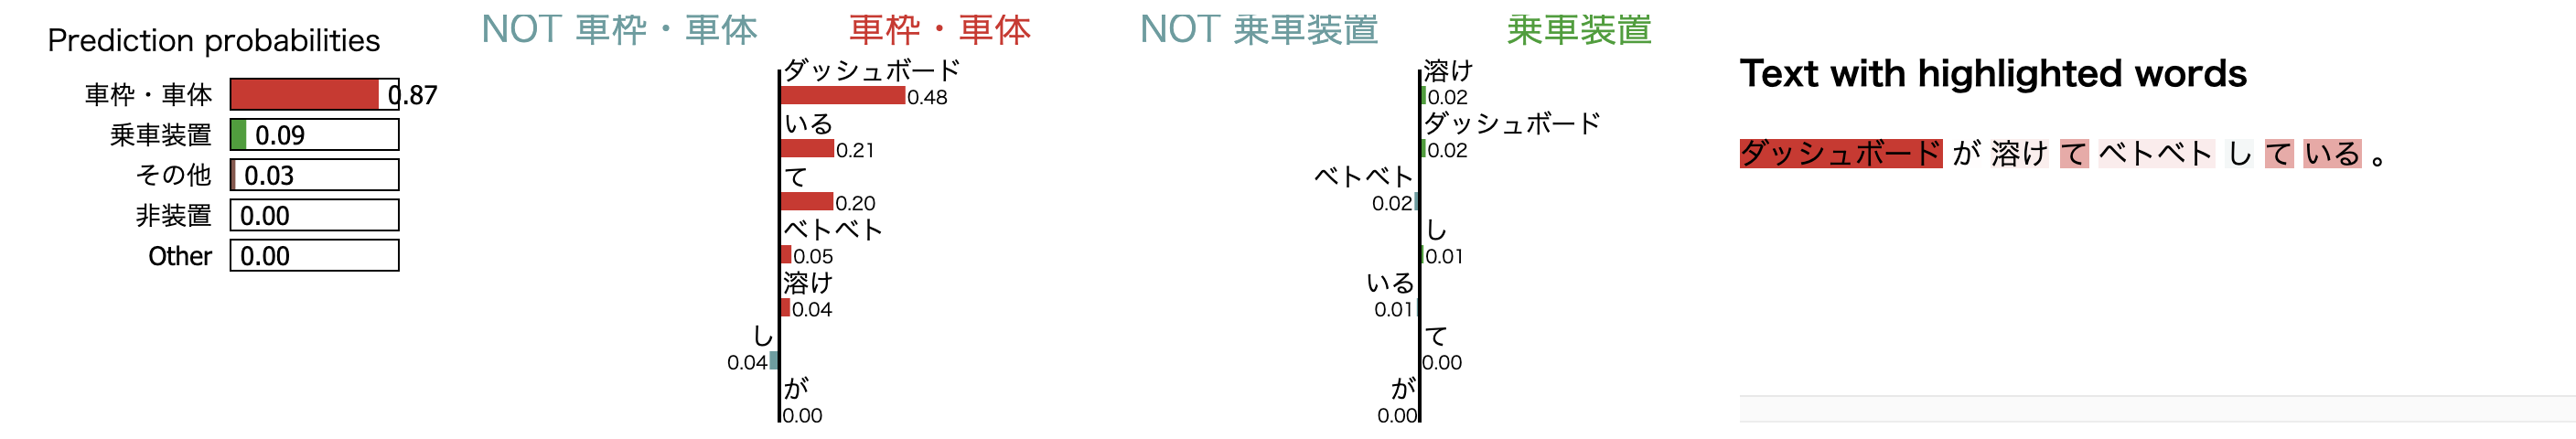 Prediction probabilities
車枠・車体 0.87
乗車装置 0.09
その他 0.03
非装置 0.00
Other 0.00
NOT 車枠・車体 車枠・車体
ダッシュボード
0.48
いる
0.21
て
0.20
ベトベト
0.05
溶け
0.04
し
0.04
が
0.00
NOT 乗車装置 乗車装置
溶け
0.02
ダッシュボード
0.02
ベトベト
0.02
し
0.01
いる
0.01
て
0.00
が
0.00
Text with highlighted words
ダッシュボード が 溶け て ベトベト し て いる 。